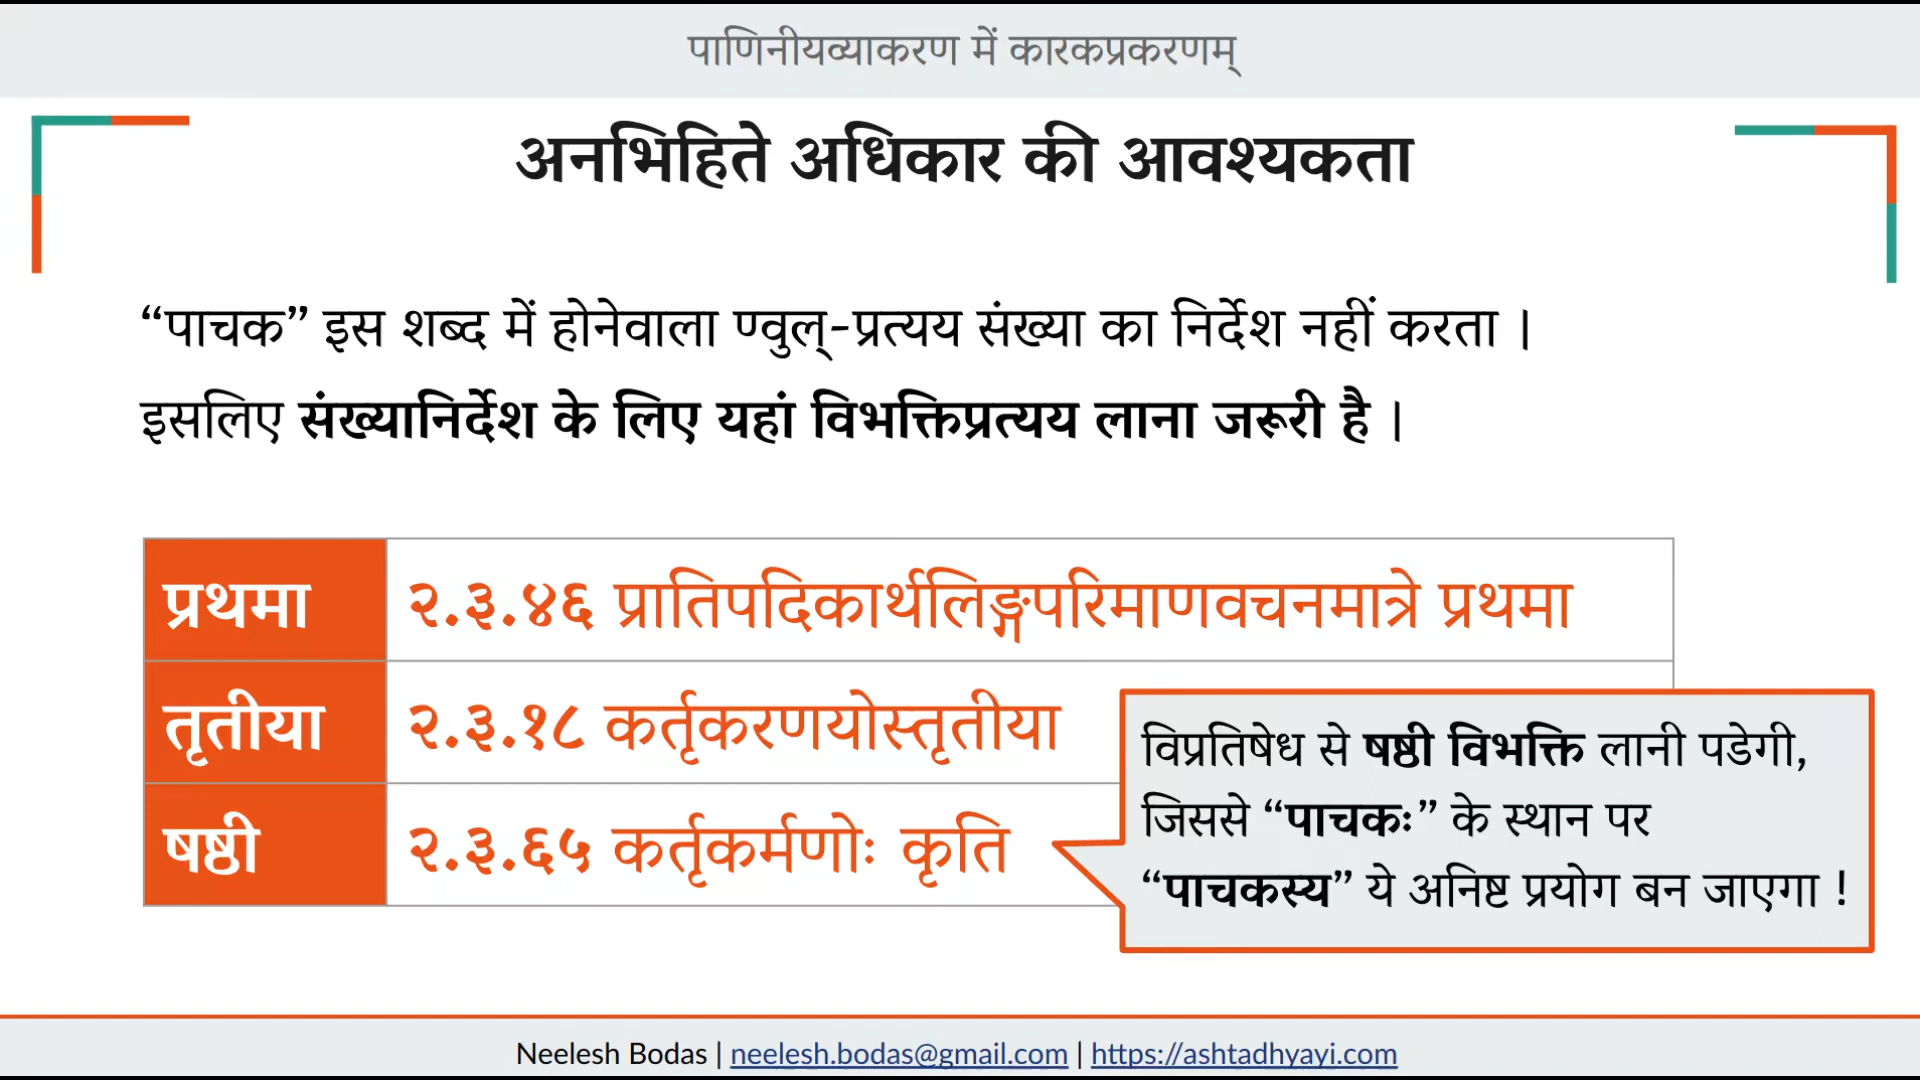 पाणिनीयव्याकरण में कारकप्रकरणम्
अनभिहिते अधिकार की आवश्यकता
“पाचक” इस शब्द में होनेवाला ण्वुल्-प्रत्यय संख्या का निर्देश नहीं करता ।
इसलिए संख्यानिर्देश के लिए यहां विभक्तिप्रत्यय लाना जरूरी है ।
प्रथमा २.३.४६ प्रातिपदिकार्थलिङ्गपरिमाणवचनमात्रे प्रथमा
तृतीया २.३.१८ कर्तृकरणयोस्तृतीया
षष्ठी २.३.६५ कर्तृकर्मणोः कृति
विप्रतिषेध से षष्ठी विभक्ति लानी पडेगी,
जिससे “पाचकः” के स्थान पर
“पाचकस्य” ये अनिष्ट प्रयोग बन जाएगा !
Neelesh Bodas | neelesh.bodas@gmail.com | https://ashtadhyayi.com